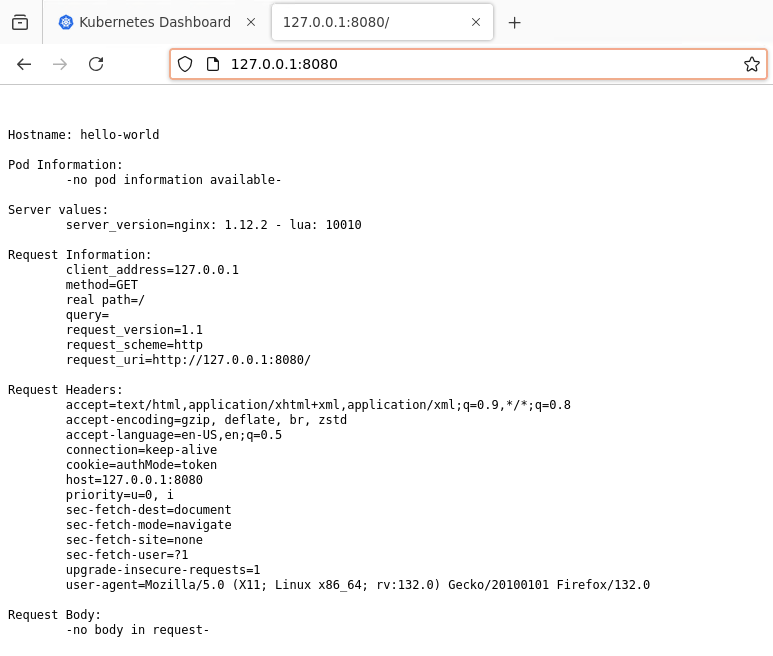 Kubernetes Dashboard
127.0.0.1:8080/
127.0.0.1:8080
Hostname: hello-world
Pod Information:
-no pod information available-
Server values:
server_version=nginx: 1.12.2 - lua: 10010
Request Information:
client_address=127.0.0.1
method=GET
real path=/
query=
request_version=1.1
request_scheme=http
request_uri=http://127.0.0.1:8080/
Request Headers:
accept=text/html,application/xhtml+xml,application/xml;q=0.9,*/*;q=0.8
accept-encoding=gzip, deflate, br, zstd
accept-language=en-US,en;q=0.5
connection=keep-alive
cookie=authMode=token
host=127.0.0.1:8080
priority=u=0, i
sec-fetch-dest=document
sec-fetch-mode=navigate
sec-fetch-site=none
sec-fetch-user=?1
upgrade-insecure-requests=1
user-agent=Mozilla/5.0 (X11; Linux x86_64; rv:132.0) Gecko/20100101 Firefox/132.0
Request Body:
-no body in request-